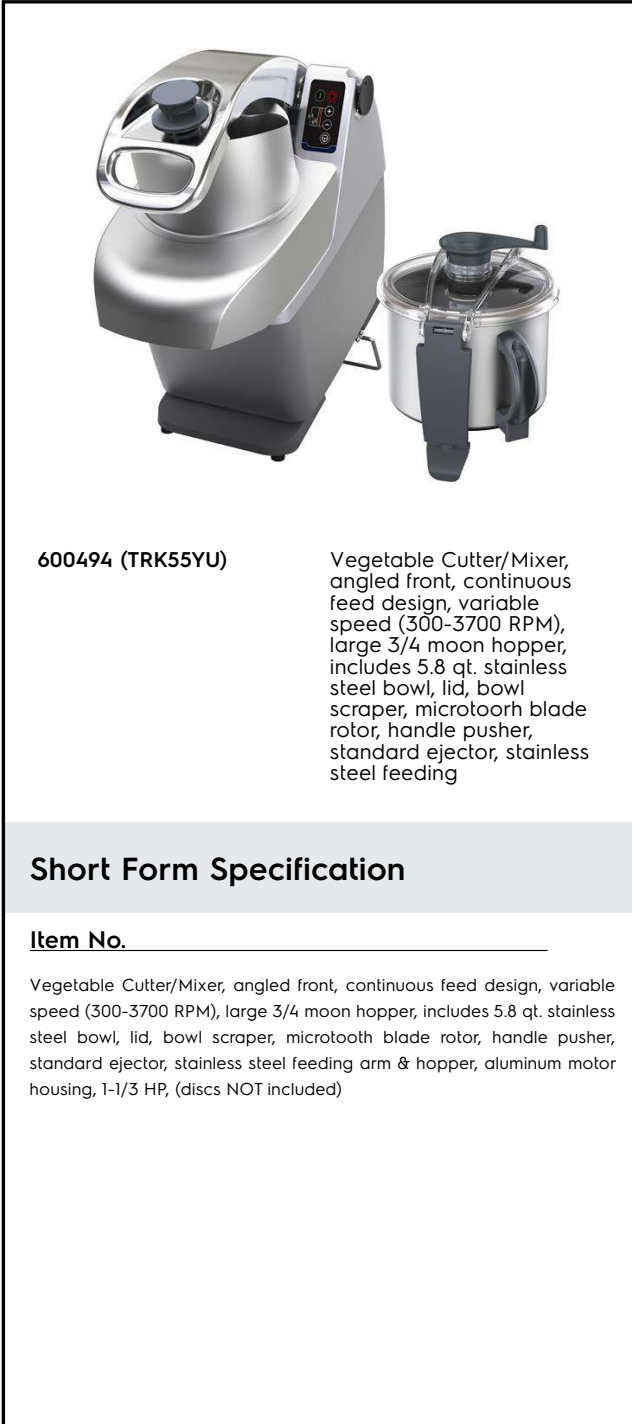 600494 (TRK55YU)
Vegetable Cutter/Mixer,
angled front, continuous
feed design, variable
speed (300-3700 RPM),
large 3/4 moon hopper,
includes 5.8 qt. stainless
steel bowl, lid, bowl
scraper, microtoorh blade
rotor, handle pusher,
standard ejector, stainless
steel feeding
Short Form Specification
Item No.
Vegetable Cutter/Mixer, angled front, continuous feed design, variable
speed (300-3700 RPM), large 3/4 moon hopper, includes 5.8 qt. stainless
steel bowl, lid, bowl scraper, microtooth blade rotor, handle pusher,
standard ejector, stainless steel feeding arm & hopper, aluminum motor
housing, 1-1/3 HP, (discs NOT included)